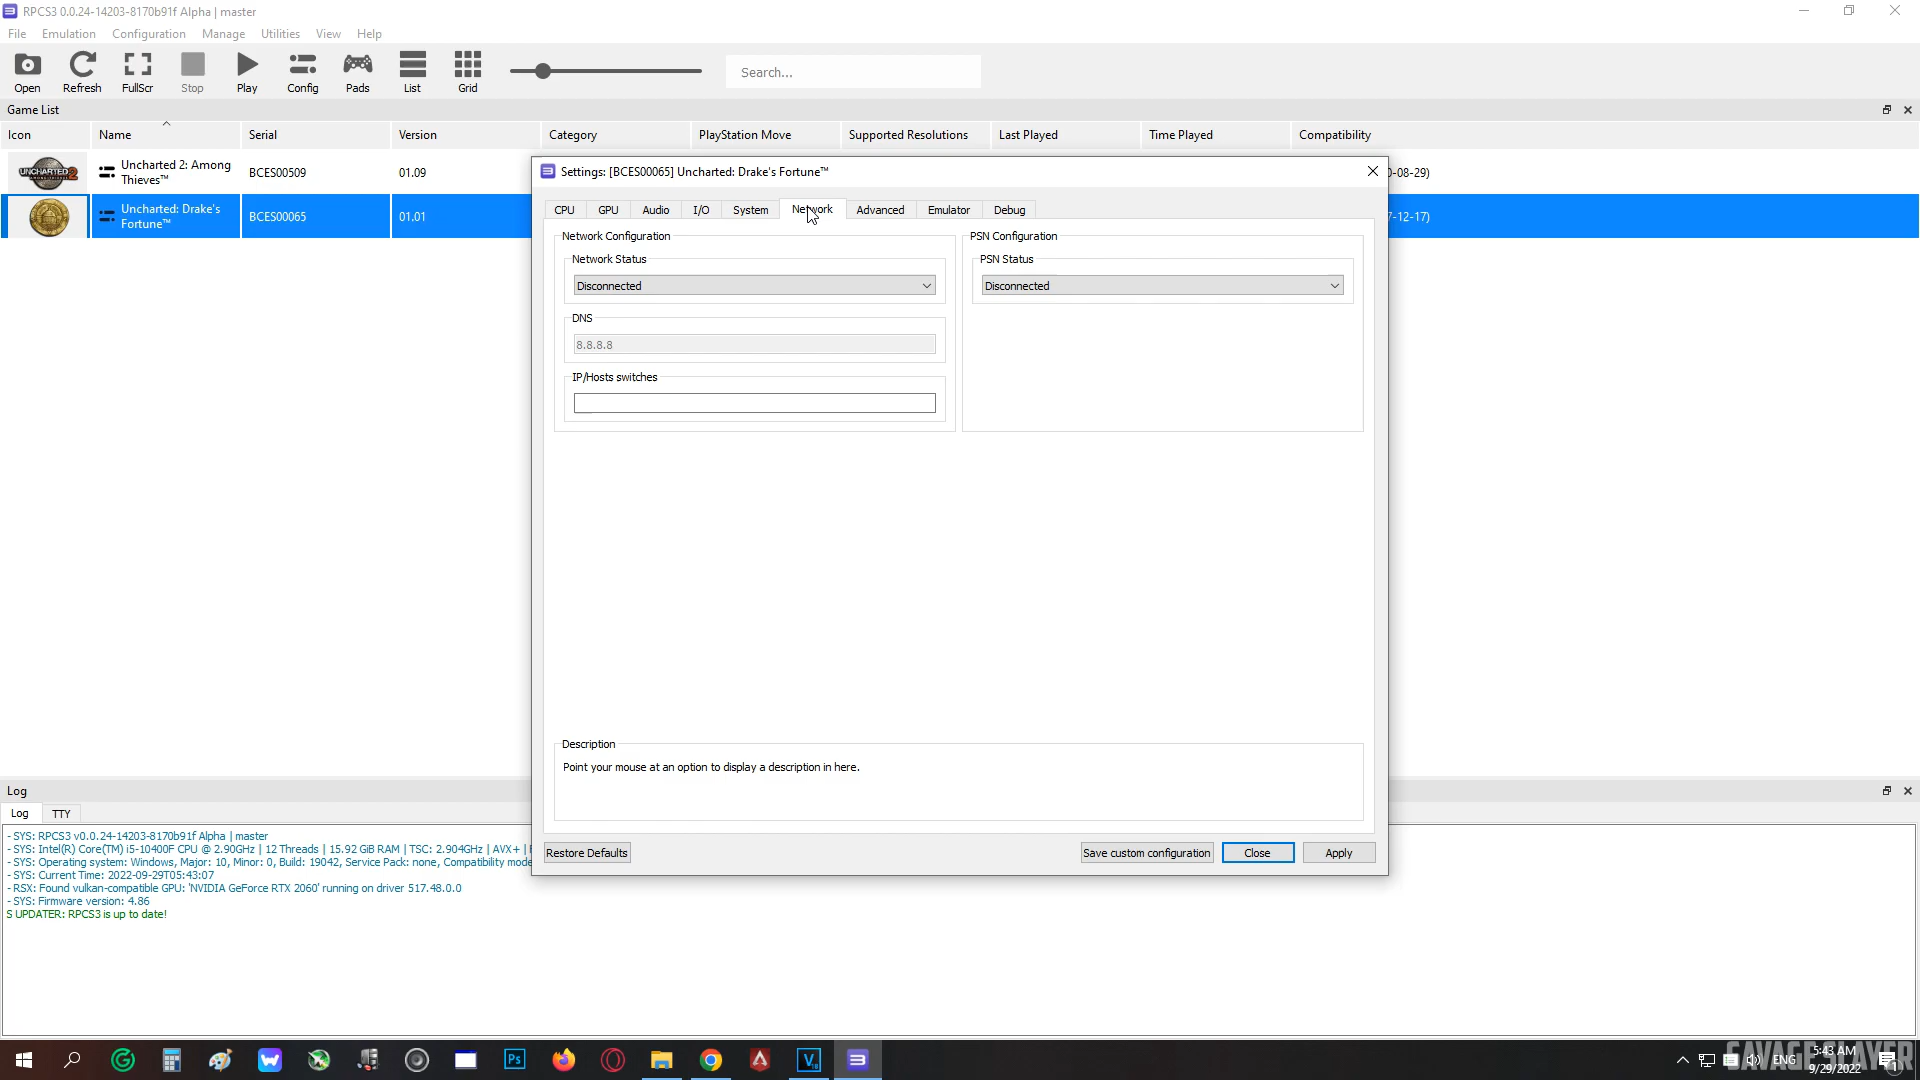 RPCS3 0.0.24-14203-8170b91f Alpha | master
File Emulation Configuration Manage Utilities View Help
Open Refresh FullScr Stop Play Config Pads List Grid
Search...
Game List
Icon Name Serial Version Category PlayStation Move Supported Resolutions Last Played Time Played Compatibility
UNCHARTED 2
Uncharted 2: Among
Thieves™
BCES00509 01.09
0-08-29)
Uncharted: Drake's
Fortune™
BCES00065 01.01
7-12-17)
Settings: [BCES00065] Uncharted: Drake's Fortune™
CPU GPU Audio I/O System Network Advanced Emulator Debug
Network Configuration
Network Status
Disconnected
DNS
8.8.8.8
IP/Hosts switches
PSN Configuration
PSN Status
Disconnected
Description
Point your mouse at an option to display a description in here.
Restore Defaults Save custom configuration Close Apply
Log
Log TTY
- SYS: RPCS3 v0.0.24-14203-8170b91f Alpha | master
- SYS: Intel(R) Core(TM) i5-10400F CPU @ 2.90GHz | 12 Threads | 15.92 GiB RAM | TSC: 2.904GHz | AVX+ |
- SYS: Operating system: Windows, Major: 10, Minor: 0, Build: 19042, Service Pack: none, Compatibility mode
- SYS: Current Time: 2022-09-29T05:43:07
- RSX: Found vulkan-compatible GPU: 'NVIDIA GeForce RTX 2060' running on driver 517.48.0.0
- SYS: Firmware version: 4.86
S UPDATER: RPCS3 is up to date!
Ps
ENG
5:43 AM
9/29/2022
SAVAGE SLAYER